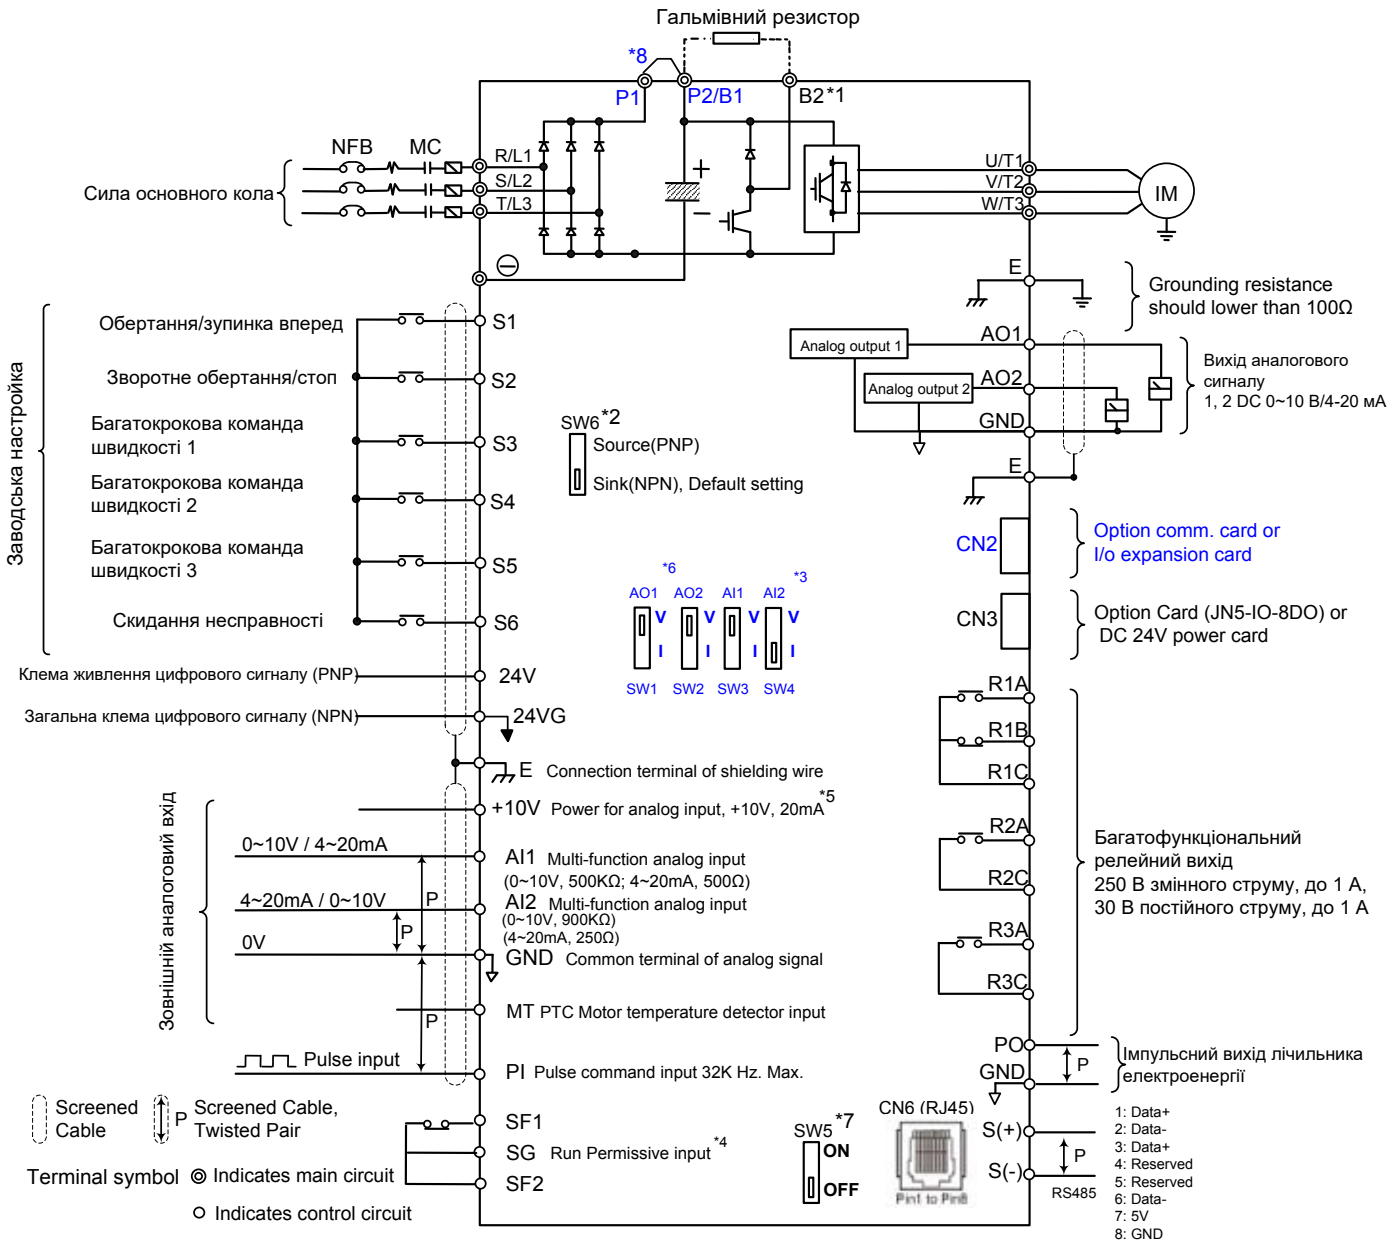 Гальмівний резистор
*8
P1
P2/B1
B2*1
NFB
MC
R/L1
S/L2
T/L3
Сила основного кола
+
−
U/T1
V/T2
W/T3
IM
E
Grounding resistance
should lower than 100Ω
Заводська настройка
Обертання/зупинка вперед
S1
Зворотне обертання/стоп
S2
Багатокрокова команда
швидкості 1
S3
Багатокрокова команда
швидкості 2
S4
Багатокрокова команда
швидкості 3
S5
Скидання несправності
S6
Клема живлення цифрового сигналу (PNP)
24V
Загальна клема цифрового сигналу (NPN)
24VG
SW6*2
Source(PNP)
Sink(NPN), Default setting
Analog output 1
AO1
Analog output 2
AO2
GND
E
Вихід аналогового
сигналу
1, 2 DC 0~10 В/4-20 мА
CN2
Option comm. card or
I/o expansion card
CN3
Option Card (JN5-IO-8DO) or
DC 24V power card
*6
*3
AO1 AO2 AI1 AI2
V V V V
I I I I
SW1 SW2 SW3 SW4
E Connection terminal of shielding wire
Зовнішній аналоговий вхід
+10V Power for analog input, +10V, 20mA*5
0~10V / 4~20mA
AI1 Multi-function analog input
(0~10V, 500KΩ; 4~20mA, 500Ω)
P
4~20mA / 0~10V
AI2 Multi-function analog input
(0~10V, 900KΩ)
(4~20mA, 250Ω)
P
0V
GND Common terminal of analog signal
MT PTC Motor temperature detector input
P
Pulse input
PI Pulse command input 32K Hz. Max.
R1A
R1B
R1C
R2A
R2C
R3A
R3C
Багатофункціональний
релейний вихід
250 В змінного струму, до 1 А,
30 В постійного струму, до 1 А
PO
P
GND
Імпульсний вихід лічильника
електроенергії
Screened
Cable
P
Screened Cable,
Twisted Pair
Terminal symbol
Indicates main circuit
Indicates control circuit
SF1
SG Run Permissive input *4
SF2
SW5*7
ON
OFF
CN6 (RJ45)
Pin1 to Pin8
S(+)
S(-)
P
RS485
1: Data+
2: Data-
3: Data+
4: Reserved
5: Reserved
6: Data-
7: 5V
8: GND